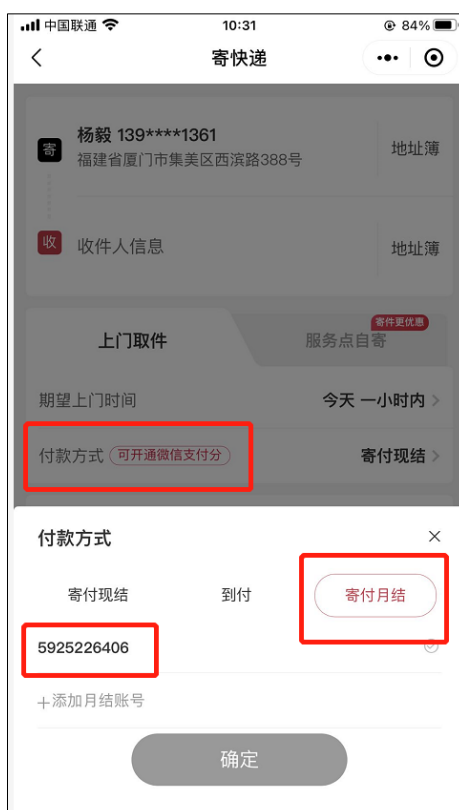 中国联通 10:31 84%
寄快递
寄 杨毅 139****1361 地址簿
福建省厦门市集美区西滨路388号
收 收件人信息 地址簿
寄件更优惠
上门取件 服务点自寄
期望上门时间 今天 一小时内
付款方式 可开通微信支付分 寄付现结
付款方式
寄付现结 到付 寄付月结
5925226406
+添加月结账号
确定